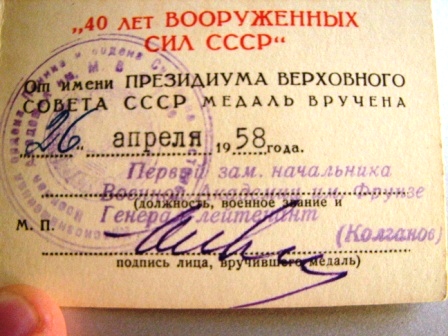 „40 ЛЕТ ВООРУЖЕННЫХ
СИЛ СССР“
От имени ПРЕЗИДИУМА ВЕРХОВНОГО
СОВЕТА СССР МЕДАЛЬ ВРУЧЕНА
„26“ апреля 1958 года.
Первый зам. начальника
Военной Академии им. Фрунзе
(должность, военное звание и
Генерал лейтенант
М. П. (Колганов)
подпись лица, вручившего медаль)